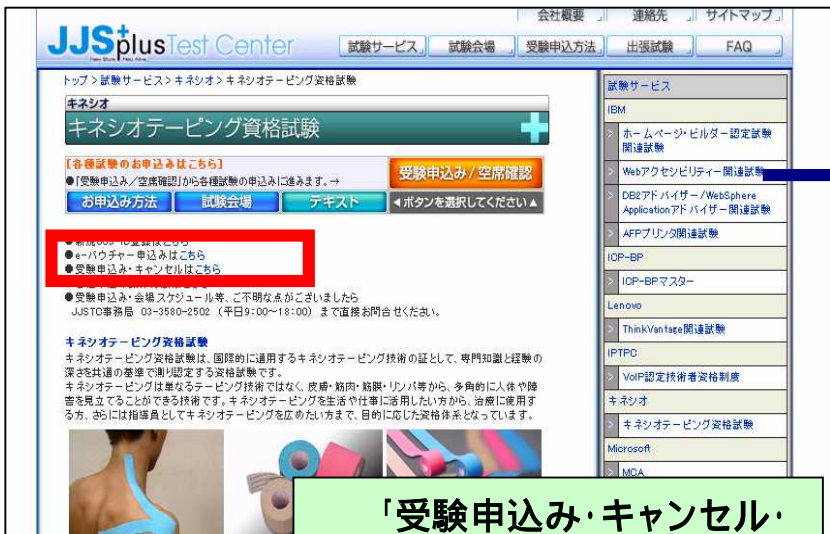 会社概要
連絡先
サイトマップ
JJSplus Test Center
試験サービス
試験会場
受験申込方法
出張試験
FAQ
トップ > 試験サービス > キネシオ > キネシオテーピング資格試験
キネシオ
キネシオテーピング資格試験
【各種試験のお申込みはこちら】
●「受験申込み/空席確認」から各種試験の申込みに進みます。→
受験申込み/空席確認
お申込み方法
試験会場
テキスト
◀ボタンを選択してください▲
●e-バウチャー申込みはこちら
●受験申込み・キャンセルはこちら
●受験申込み・会場スケジュール等、ご不明な点がございましたら
JJSTC事務局 03-3580-2502 (平日9:00~18:00) まで直接お問合せください。
キネシオテーピング資格試験
キネシオテーピング資格試験は、国際的に通用するキネシオテーピング技術の証として、専門知識と経験の
深さを共通の基準で測り認定する資格試験です。
キネシオテーピングは単なるテーピング技術ではなく、皮膚・筋肉・筋膜・リンパ等から、多角的に人体や障
害を見立てることができる技術です。キネシオテーピングを生活や仕事に活用したい方から、治療に使用す
る方、さらには指導員としてキネシオテーピングを広めたい方まで、目的に応じた資格体系となっています。
試験サービス
IBM
ホームページ・ビルダー認定試験
関連試験
Webアクセシビリティー関連試験
DB2アドバイザー/WebSphere
Applicationアドバイザー関連試験
AFPプリンタ関連試験
ICP-BP
ICP-BPマスター
Lenovo
ThinkVantage関連試験
IPTPC
VoIP認定技術者資格制度
キネシオ
キネシオテーピング資格試験
Microsoft
MCA
「受験申込み・キャンセル・